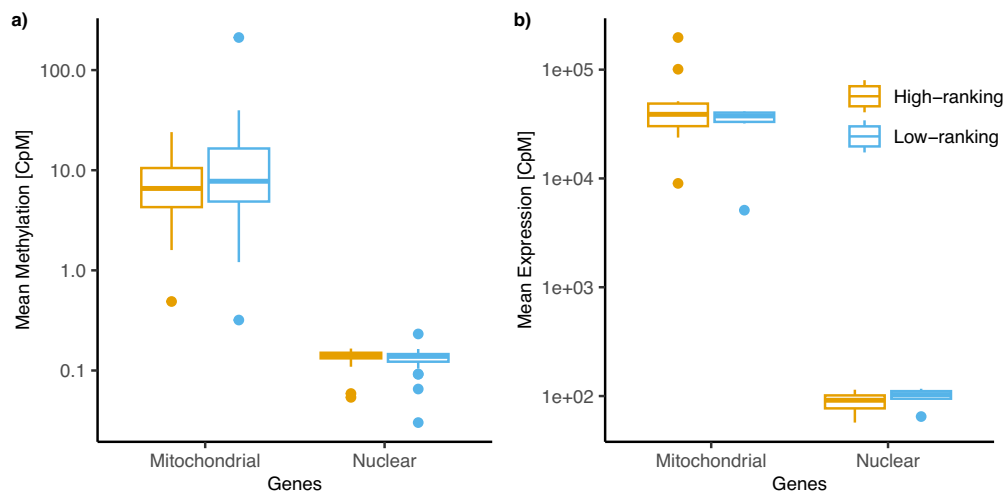 a)
Mean Methylation [CpM]
100.0
10.0
1.0
0.1
Mitochondrial
Nuclear
Genes
b)
Mean Expression [CpM]
1e+05
1e+04
1e+03
1e+02
Mitochondrial
Nuclear
Genes
High−ranking
Low−ranking